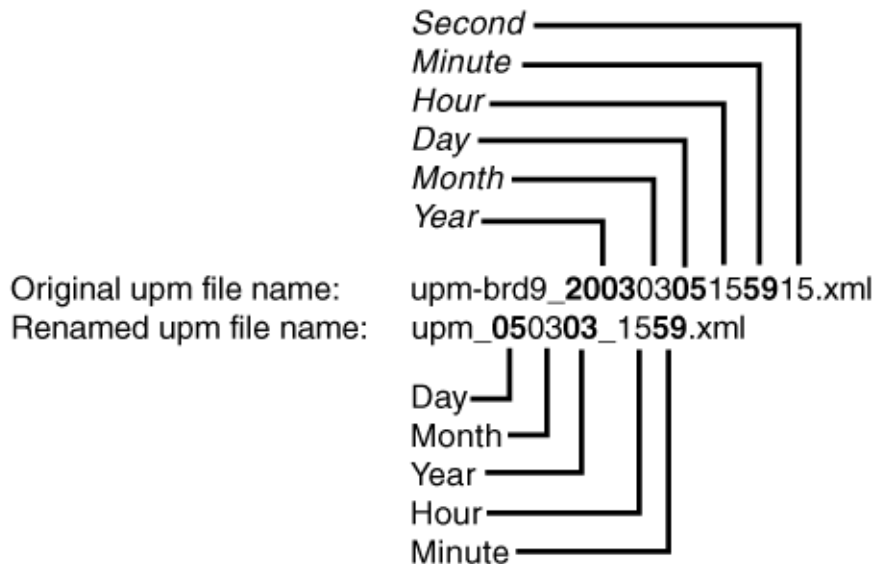 Second
Minute
Hour
Day
Month
Year
Original upm file name: upm-brd9_20030305155915.xml
Renamed upm file name: upm_050303_1559.xml
Day
Month
Year
Hour
Minute